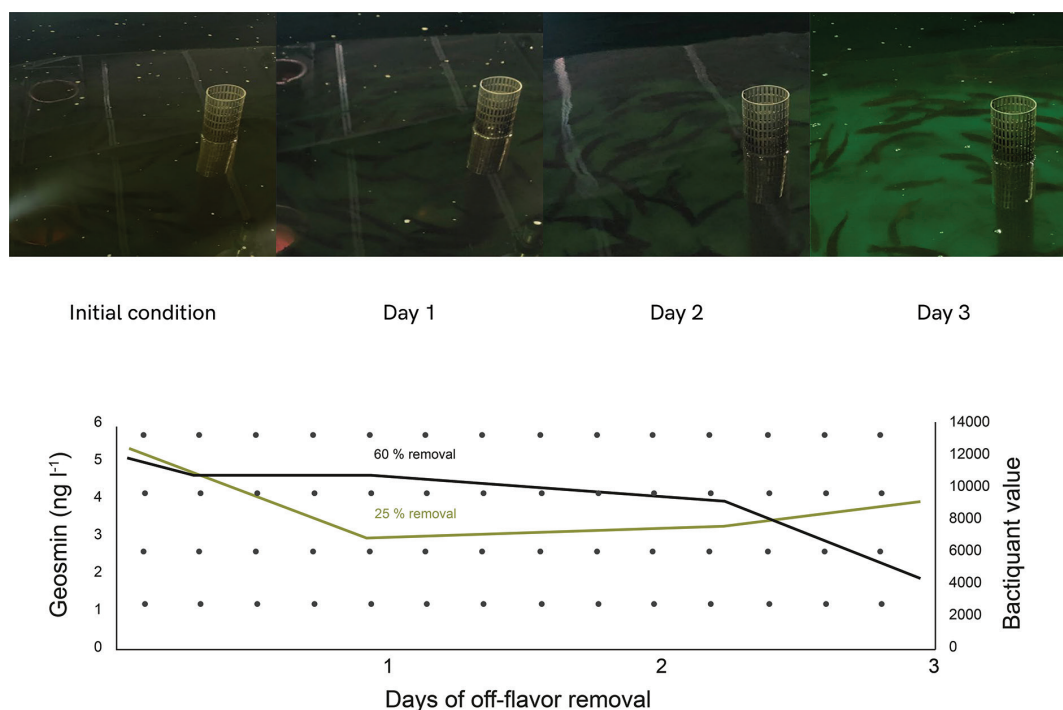 Initial condition
Day 1
Day 2
Day 3
6
5
4
3
2
1
0
Geosmin (ng l⁻¹)
60 % removal
25 % removal
14000
12000
10000
8000
6000
4000
2000
0
Bactiquant value
1
2
3
Days of off-flavor removal